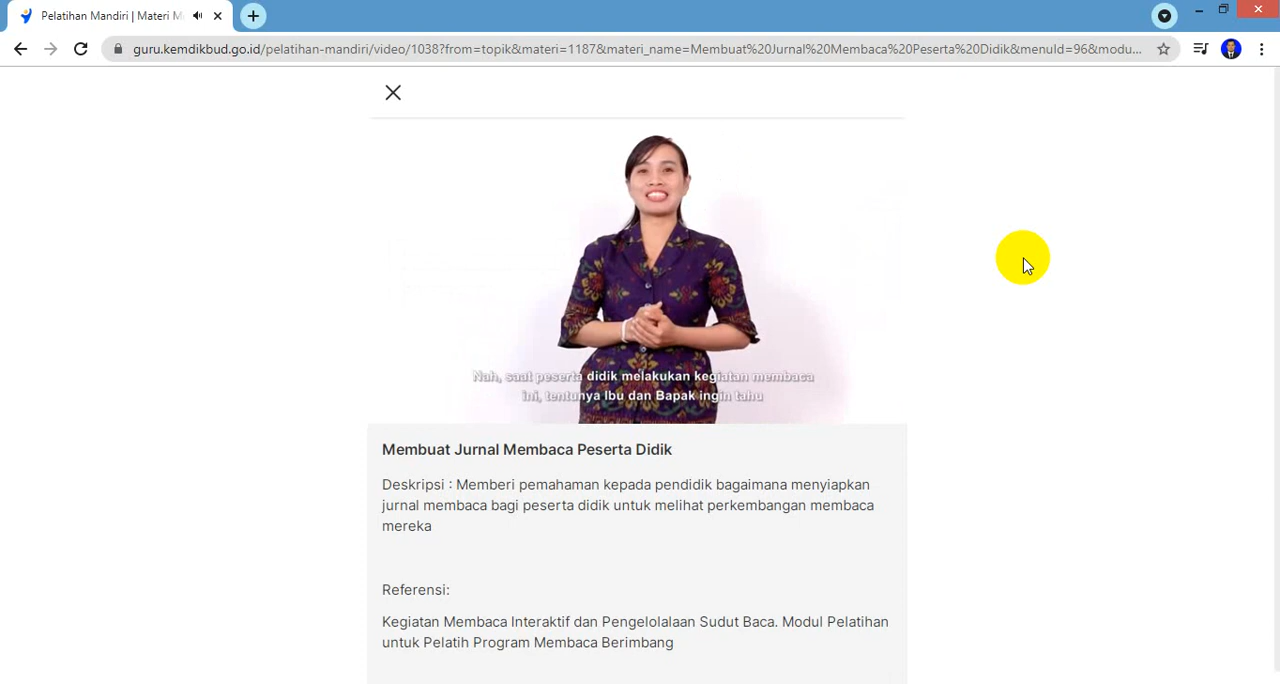 Pelatihan Mandiri | Materi M
guru.kemdikbud.go.id/pelatihan-mandiri/video/1038?from=topik&materi=1187&materi_name=Membuat%20Jurnal%20Membaca%20Peserta%20Didik&menuId=96&modu...
Nah, saat peserta didik melakukan kegiatan membaca
ini, tentunya Ibu dan Bapak ingin tahu
Membuat Jurnal Membaca Peserta Didik
Deskripsi : Memberi pemahaman kepada pendidik bagaimana menyiapkan
jurnal membaca bagi peserta didik untuk melihat perkembangan membaca
mereka
Referensi:
Kegiatan Membaca Interaktif dan Pengelolalaan Sudut Baca. Modul Pelatihan
untuk Pelatih Program Membaca Berimbang